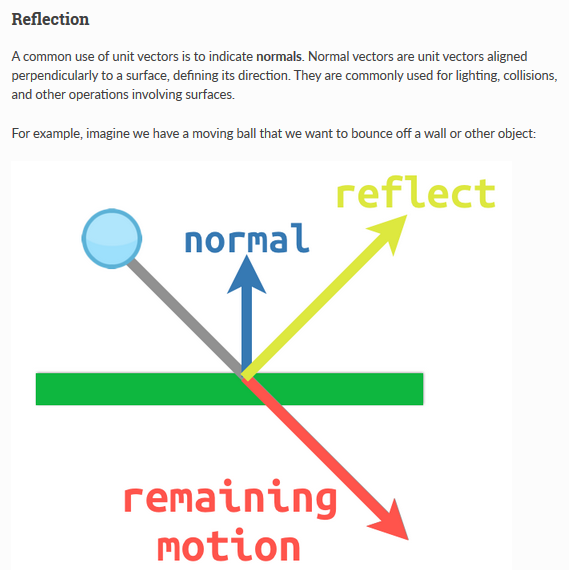 Reflection
A common use of unit vectors is to indicate normals. Normal vectors are unit vectors aligned
perpendicularly to a surface, defining its direction. They are commonly used for lighting, collisions,
and other operations involving surfaces.
For example, imagine we have a moving ball that we want to bounce off a wall or other object:
reflect
normal
remaining
motion